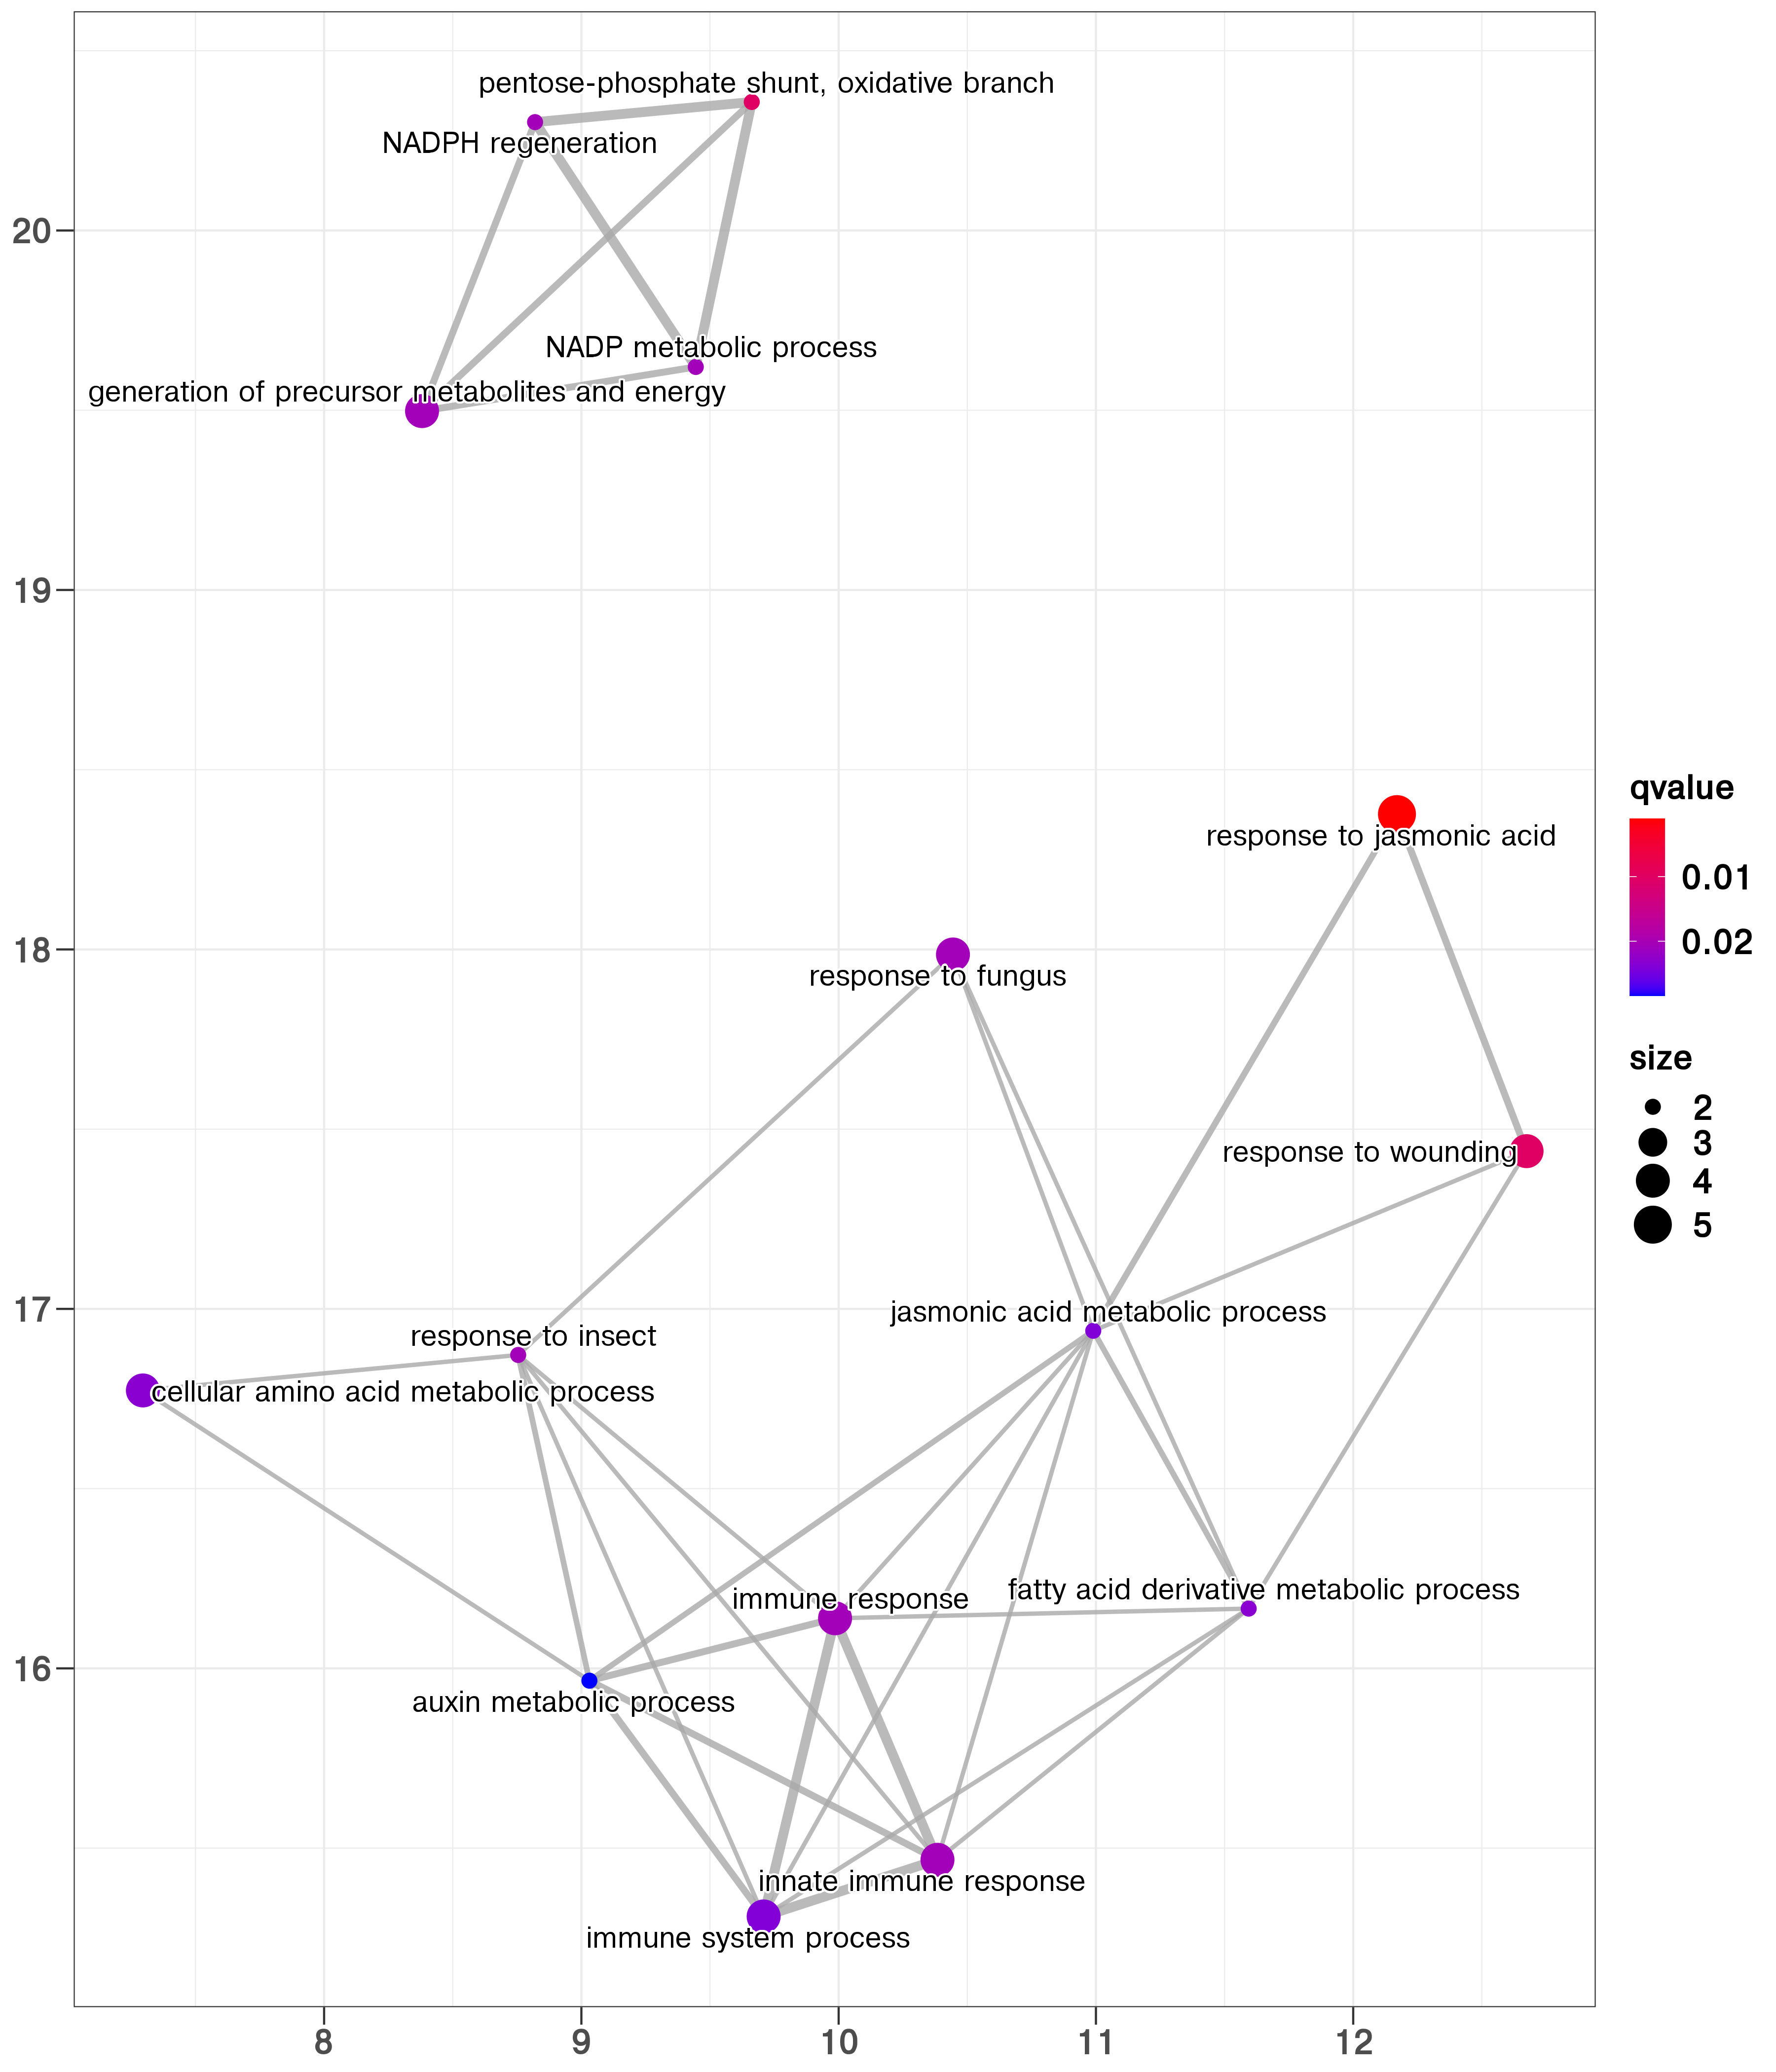 pentose-phosphate shunt, oxidative branch
NADPH regeneration
20
NADP metabolic process
generation of precursor metabolites and energy
19
qvalue
response to jasmonic acid
0.01
0.02
18
response to fungus
size
2
3
response to wounding
4
5
17
jasmonic acid metabolic process
response to insect
cellular amino acid metabolic process
fatty acid derivative metabolic process
immune response
16
auxin metabolic process
innate immune response
immune system process
8 9 10 11 12